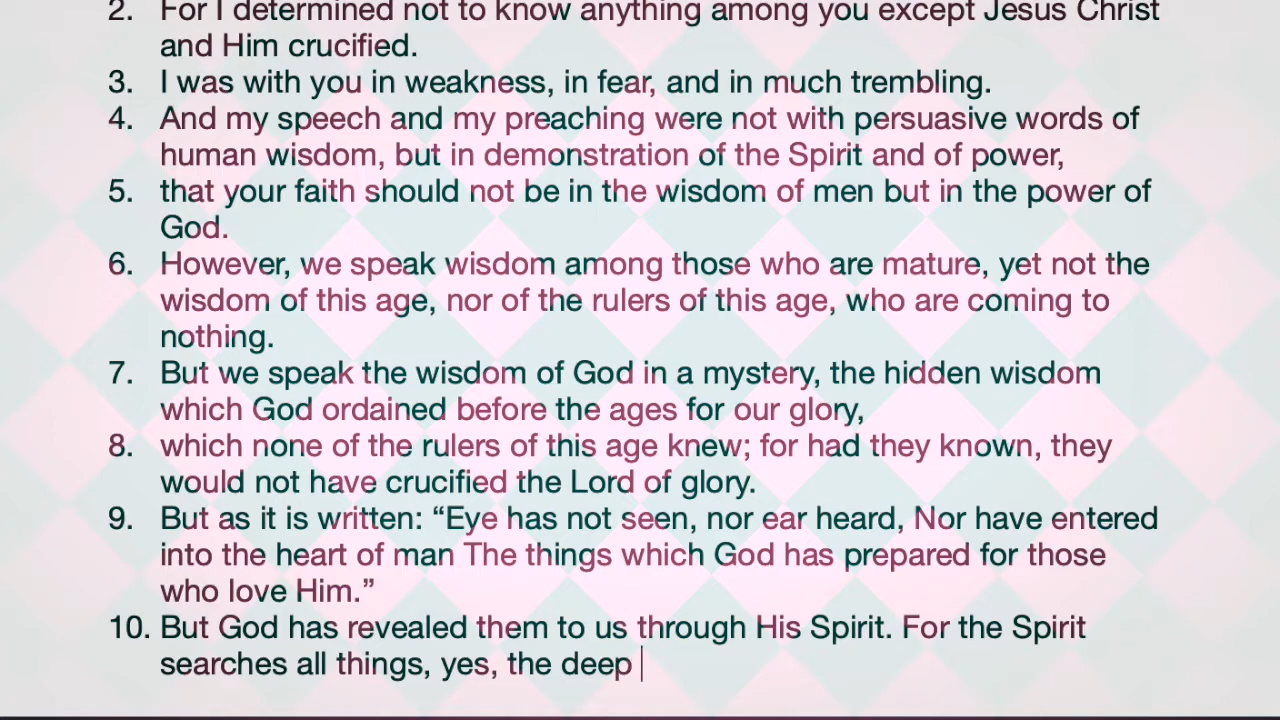 2. For I determined not to know anything among you except Jesus Christ
and Him crucified.
3. I was with you in weakness, in fear, and in much trembling.
4. And my speech and my preaching were not with persuasive words of
human wisdom, but in demonstration of the Spirit and of power,
5. that your faith should not be in the wisdom of men but in the power of
God.
6. However, we speak wisdom among those who are mature, yet not the
wisdom of this age, nor of the rulers of this age, who are coming to
nothing.
7. But we speak the wisdom of God in a mystery, the hidden wisdom
which God ordained before the ages for our glory,
8. which none of the rulers of this age knew; for had they known, they
would not have crucified the Lord of glory.
9. But as it is written: “Eye has not seen, nor ear heard, Nor have entered
into the heart of man The things which God has prepared for those
who love Him.”
10. But God has revealed them to us through His Spirit. For the Spirit
searches all things, yes, the deep